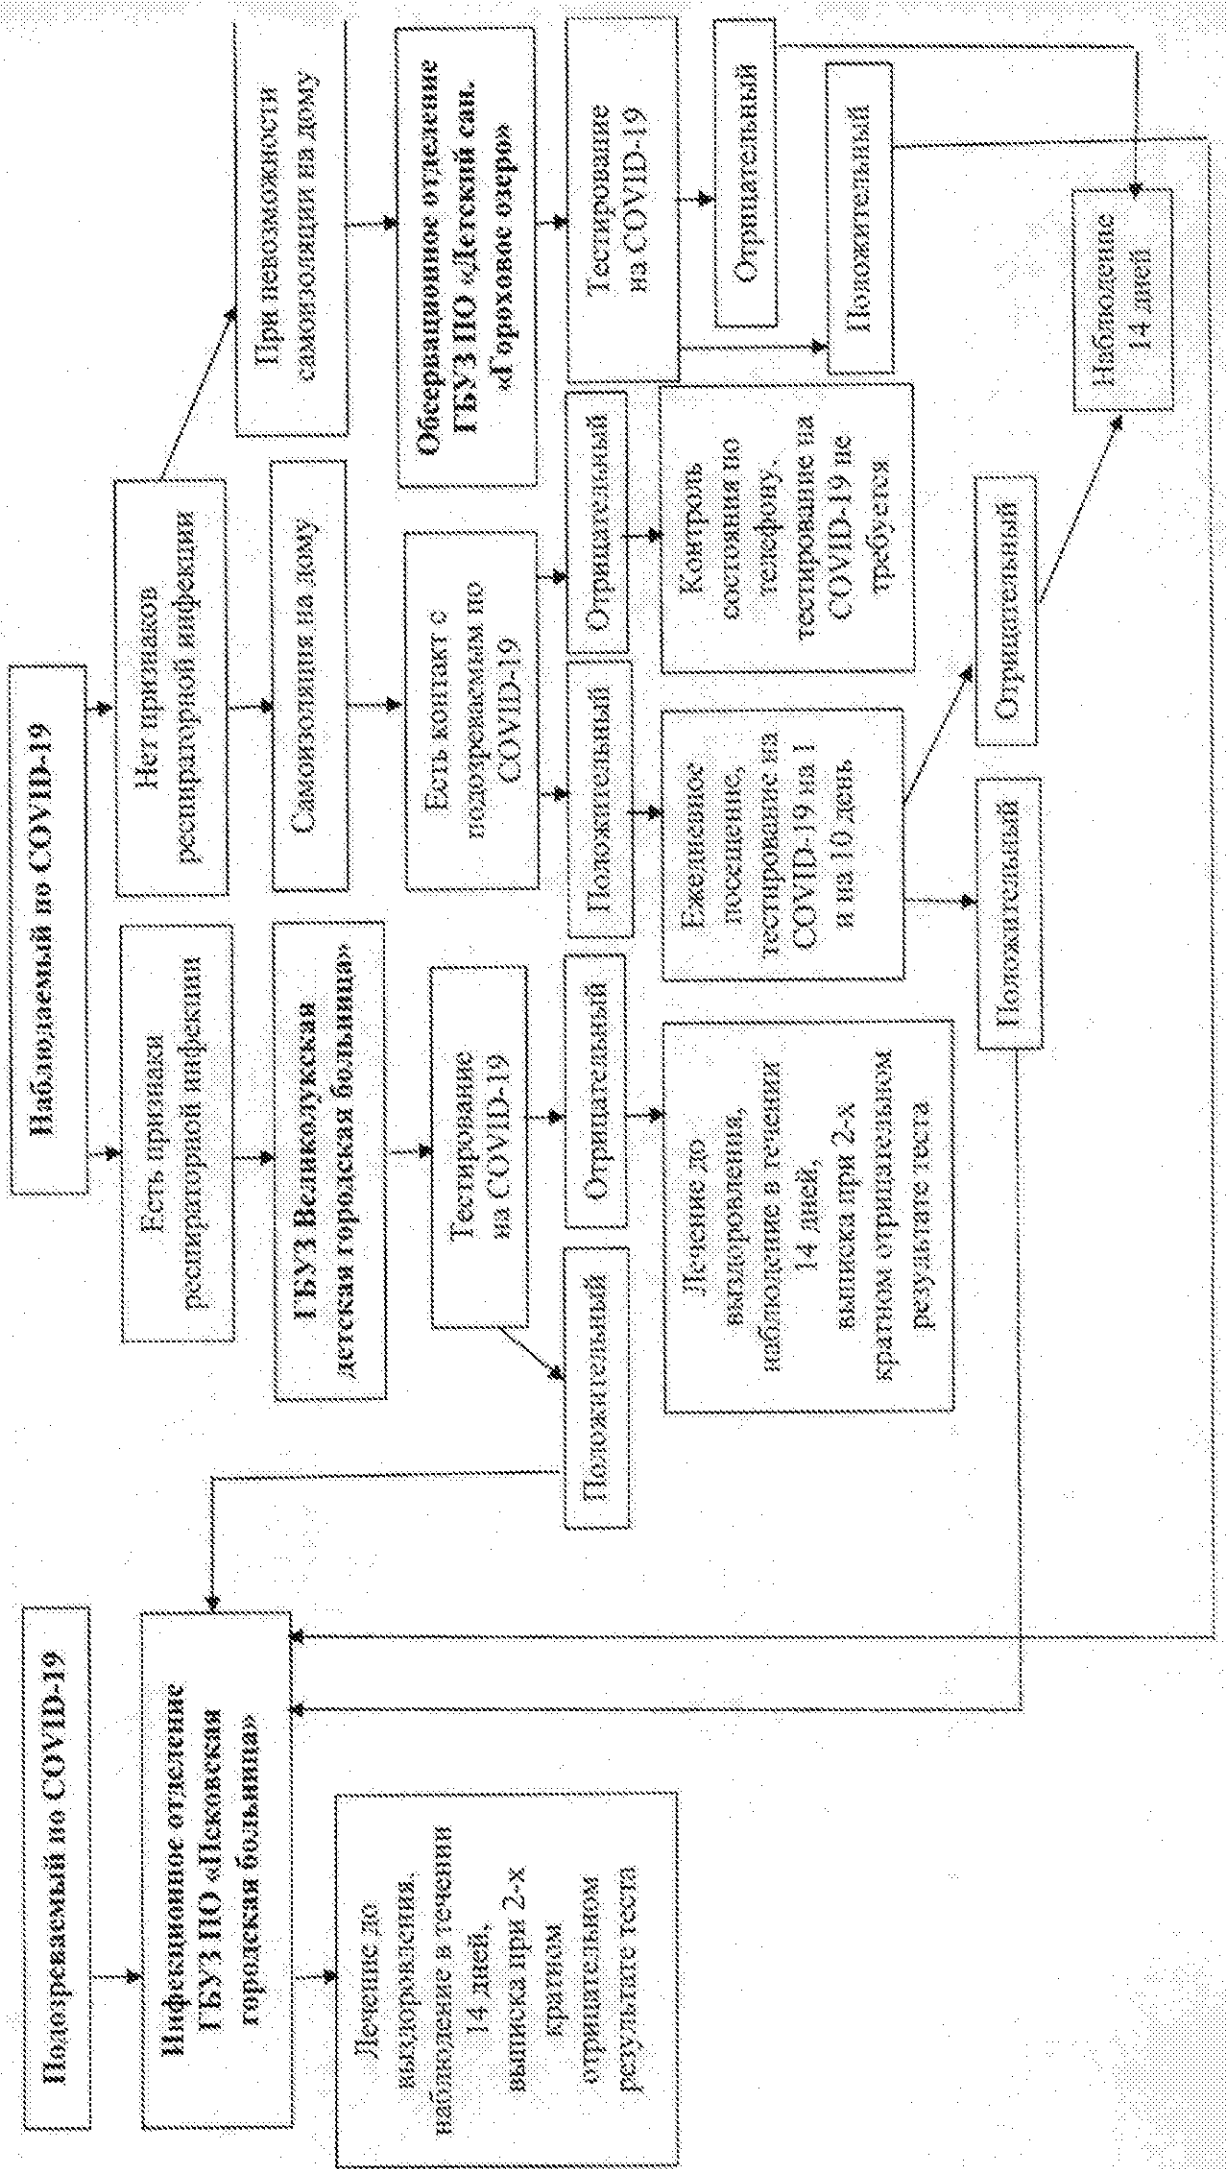 Подозреваемый по COVID-19
Инфекционное отделение
ГБУЗ ПО «Псковская
городская больница»
Лечение до
выздоровления,
наблюдение в течении
14 дней,
выписка при 2-х
кратном
отрицательном
результате теста
Наблюдаемый по COVID-19
Есть признаки
респираторной инфекции
ГБУЗ Великолукская
детская городская больница»
Тестирование
на COVID-19
Положительный
Отрицательный
Лечение до
выздоровления,
наблюдение в течении
14 дней,
выписка при 2-х
кратном отрицательном
результате теста
Нет признаков
респираторной инфекции
Самоизоляция на дому
Есть контакт с
подозреваемым по
COVID-19
Положительный
Отрицательный
Ежедневное
посещение,
тестирование на
COVID-19 на 1
и на 10 день
Контроль
состояния по
телефону,
тестирование на
COVID-19 не
требуется
Положительный
Отрицательный
При невозможности
самоизоляции на дому
Обсервационное отделение
ГБУЗ ПО «Детский сан.
«Гороховое озеро»
Тестирование
на COVID-19
Отрицательный
Положительный
Наблюдение
14 дней